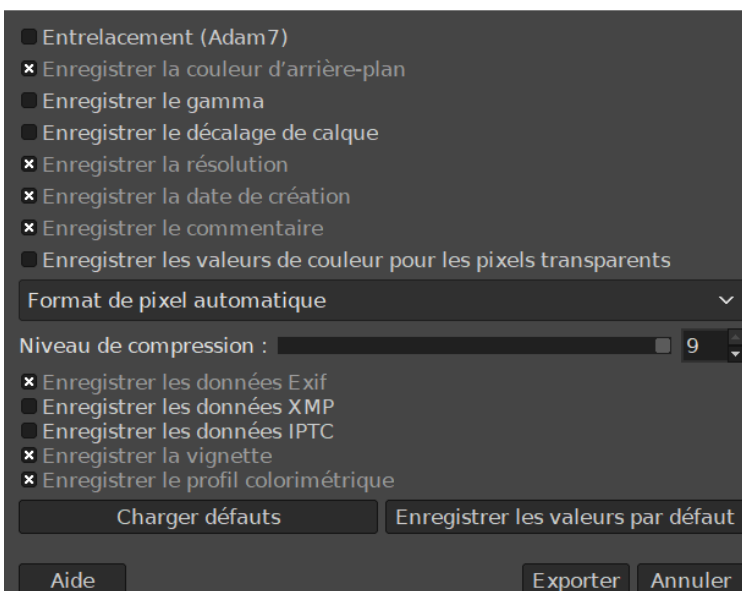 Entrelacement (Adam7)
Enregistrer la couleur d'arrière-plan
Enregistrer le gamma
Enregistrer le décalage de calque
Enregistrer la résolution
Enregistrer la date de création
Enregistrer le commentaire
Enregistrer les valeurs de couleur pour les pixels transparents
Format de pixel automatique
Niveau de compression : 9
Enregistrer les données Exif
Enregistrer les données XMP
Enregistrer les données IPTC
Enregistrer la vignette
Enregistrer le profil colorimétrique
Charger défauts Enregistrer les valeurs par défaut
Aide Exporter Annuler